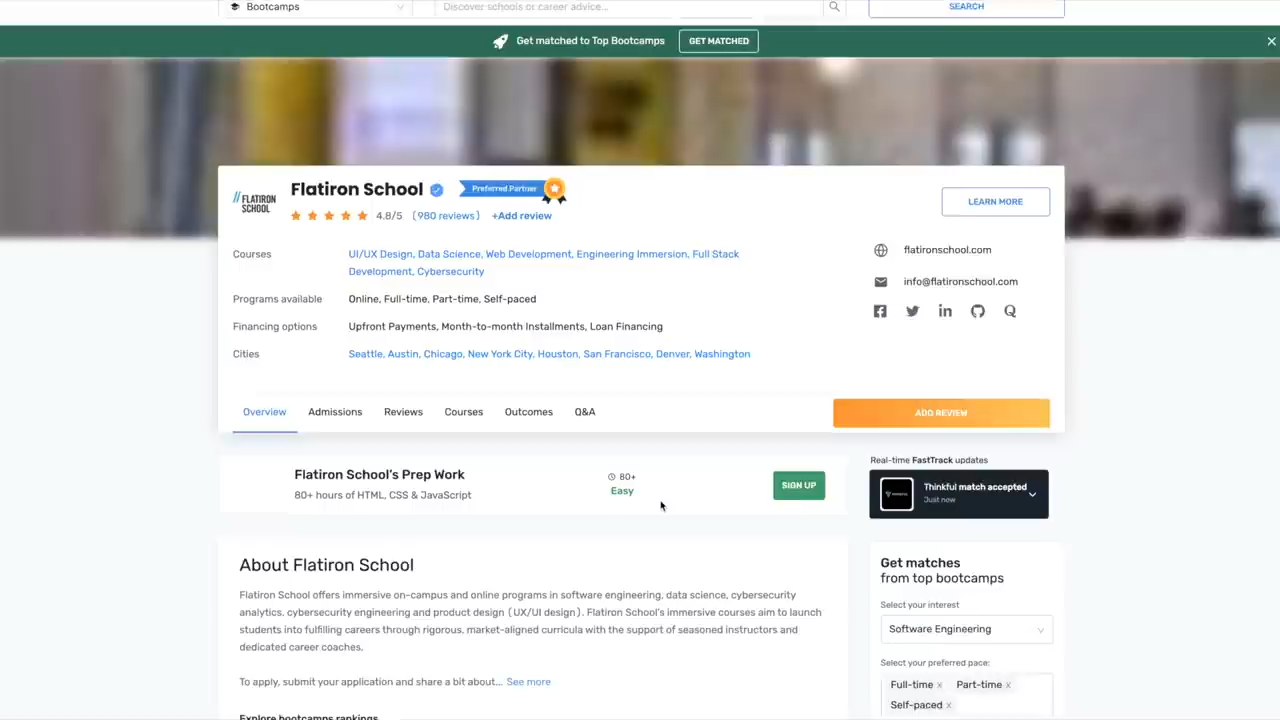 Bootcamps
Discover schools or career advice...
SEARCH
Get matched to Top Bootcamps
GET MATCHED
FLATIRON
SCHOOL
Flatiron School
Preferred Partner
4.8/5 (980 reviews) +Add review
LEARN MORE
Courses
UI/UX Design, Data Science, Web Development, Engineering Immersion, Full Stack
Development, Cybersecurity
Programs available
Online, Full-time, Part-time, Self-paced
Financing options
Upfront Payments, Month-to-month Installments, Loan Financing
Cities
Seattle, Austin, Chicago, New York City, Houston, San Francisco, Denver, Washington
flatironschool.com
info@flatironschool.com
Overview
Admissions
Reviews
Courses
Outcomes
Q&A
ADD REVIEW
Flatiron School’s Prep Work
80+ hours of HTML, CSS & JavaScript
80+
Easy
SIGN UP
Real-time FastTrack updates
Thinkful match accepted
Just now
About Flatiron School
Flatiron School offers immersive on-campus and online programs in software engineering, data science, cybersecurity
analytics, cybersecurity engineering and product design (UX/UI design). Flatiron School’s immersive courses aim to launch
students into fulfilling careers through rigorous, market-aligned curricula with the support of seasoned instructors and
dedicated career coaches.
To apply, submit your application and share a bit about... See more
Explore bootcamps rankings
Get matches
from top bootcamps
Select your interest
Software Engineering
Select your preferred pace:
Full-time x Part-time x
Self-paced x